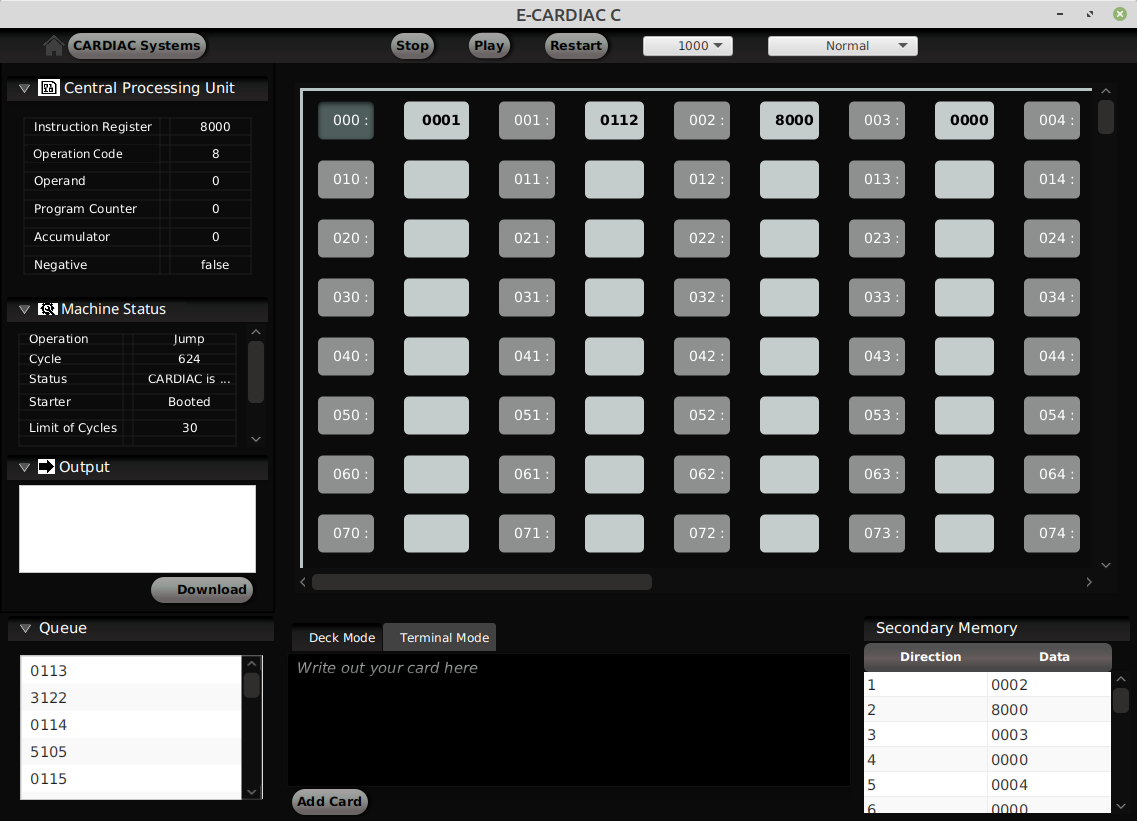 E-CARDIAC C
CARDIAC Systems Stop Play Restart 1000 Normal
Central Processing Unit
Instruction Register 8000
Operation Code 8
Operand 0
Program Counter 0
Accumulator 0
Negative false
Machine Status
Operation Jump
Cycle 624
Status CARDIAC is ...
Starter Booted
Limit of Cycles 30
Output
Download
000 : 0001 001 : 0112 002 : 8000 003 : 0000 004 :
010 : 011 : 012 : 013 : 014 :
020 : 021 : 022 : 023 : 024 :
030 : 031 : 032 : 033 : 034 :
040 : 041 : 042 : 043 : 044 :
050 : 051 : 052 : 053 : 054 :
060 : 061 : 062 : 063 : 064 :
070 : 071 : 072 : 073 : 074 :
Queue
0113
3122
0114
5105
0115
Deck Mode Terminal Mode
Write out your card here
Add Card
Secondary Memory
Direction Data
1 0002
2 8000
3 0003
4 0000
5 0004
6 0000